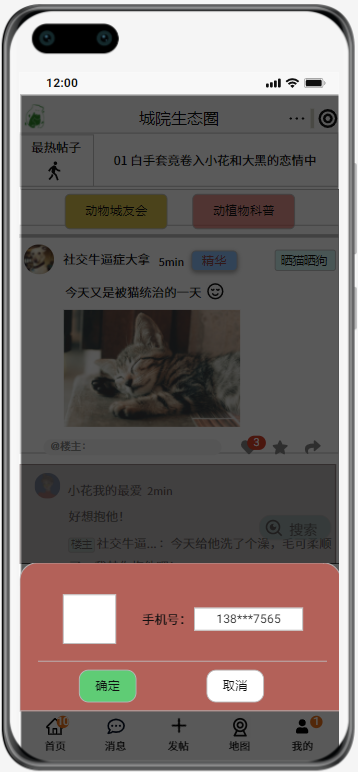 12:00
城院生态圈
最热帖子
01 白手套竟卷入小花和大黑的恋情中
动物域友会
动植物科普
社交牛逼症大拿 5min 精华 晒猫晒狗
今天又是被猫统治的一天
@楼主：
3
小花我的最爱 2min
好想抱他！
搜索
楼主 社交牛逼...：今天给他洗了个澡，毛可柔顺
手机号：
138***7565
确定
取消
10
1
首页
消息
发帖
地图
我的